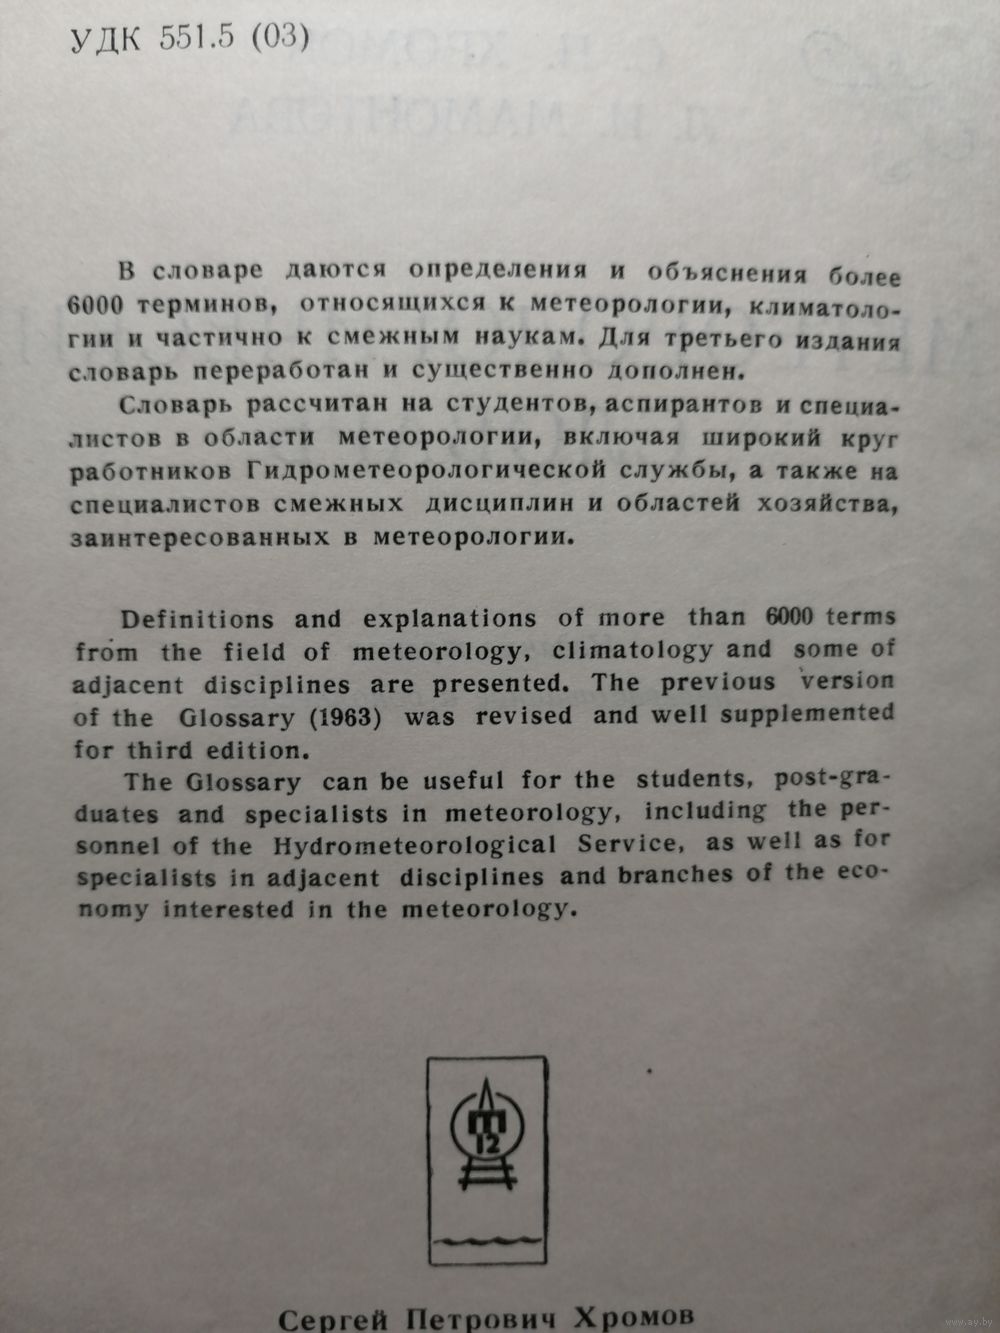 УДК 551.5 (03)
В словаре даются определения и объяснения более
6000 терминов, относящихся к метеорологии, климатоло-
гии и частично к смежным наукам. Для третьего издания
словарь переработан и существенно дополнен.
Словарь рассчитан на студентов, аспирантов и специа-
листов в области метеорологии, включая широкий круг
работников Гидрометеорологической службы, а также на
специалистов смежных дисциплин и областей хозяйства,
заинтересованных в метеорологии.
Definitions and explanations of more than 6000 terms
from the field of meteorology, climatology and some of
adjacent disciplines are presented. The previous version
of the Glossary (1963) was revised and well supplemented
for third edition.
The Glossary can be useful for the students, post-gra-
duates and specialists in meteorology, including the per-
sonnel of the Hydrometeorological Service, as well as for
specialists in adjacent disciplines and branches of the eco-
nomy interested in the meteorology.
12
Сергей Петрович Хромов
www.ay.by